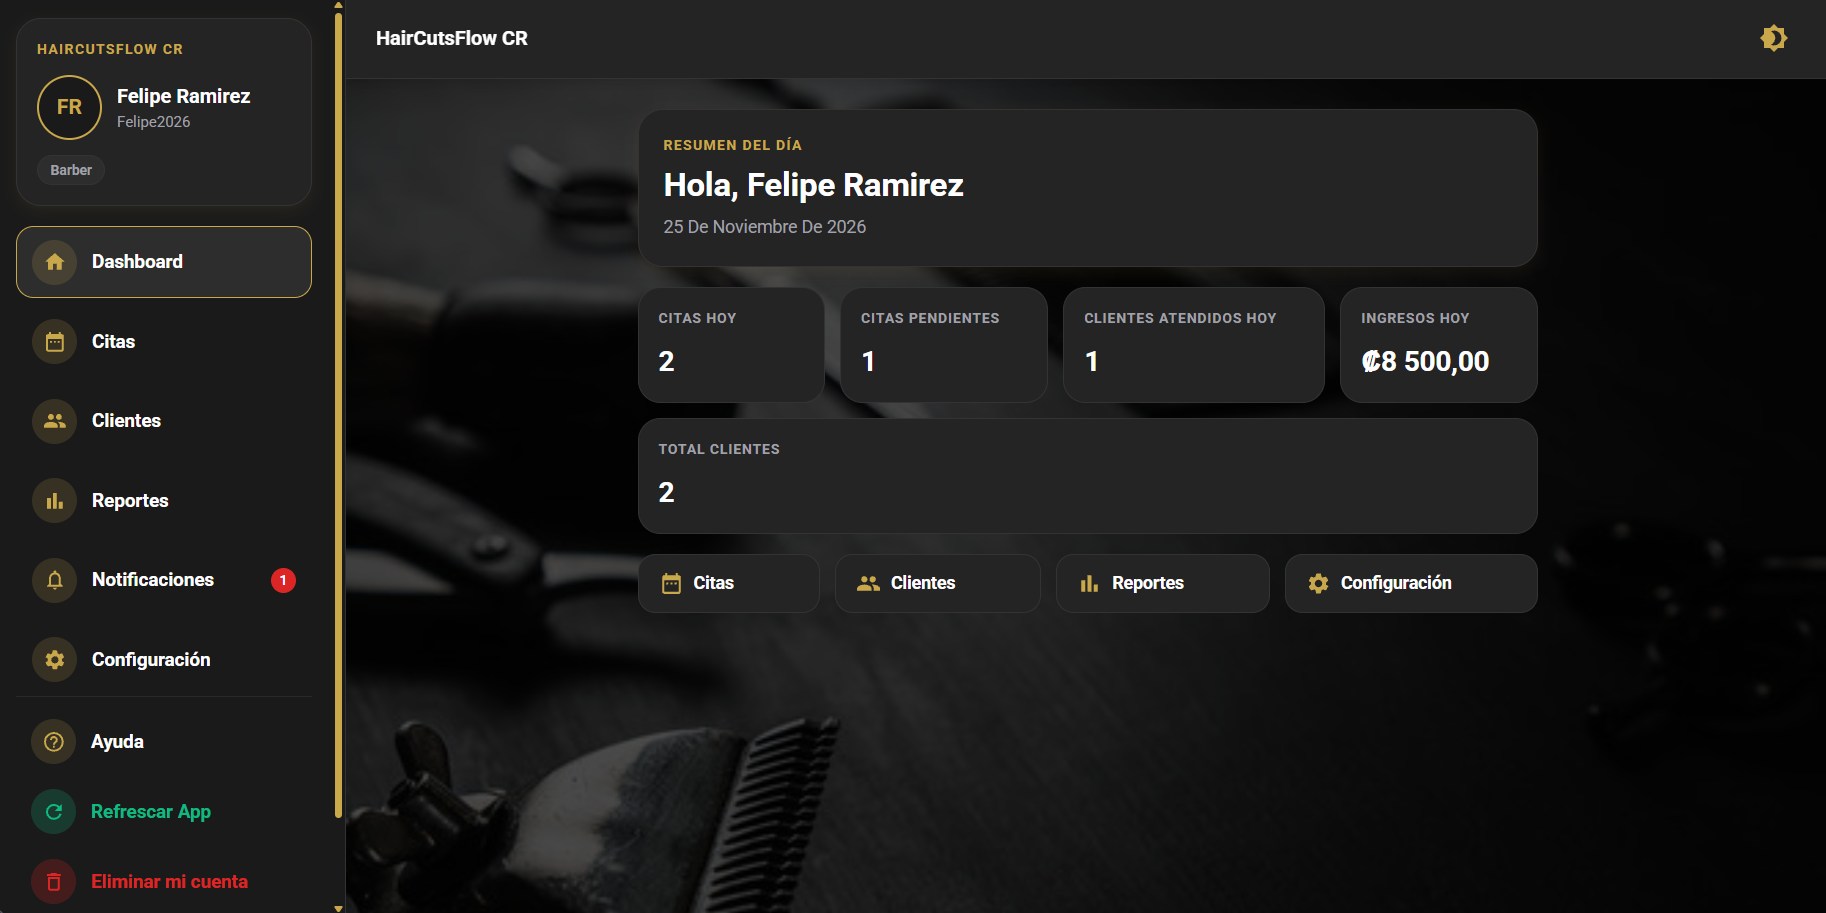 HAIRCUTSFLOW CR
FR
Felipe Ramirez
Felipe2026
Barber
Dashboard
Citas
Clientes
Reportes
Notificaciones 1
Configuración
Ayuda
Refrescar App
Eliminar mi cuenta
HairCutsFlow CR
RESUMEN DEL DÍA
Hola, Felipe Ramirez
25 De Noviembre De 2026
CITAS HOY
2
CITAS PENDIENTES
1
CLIENTES ATENDIDOS HOY
1
INGRESOS HOY
₡8 500,00
TOTAL CLIENTES
2
Citas
Clientes
Reportes
Configuración